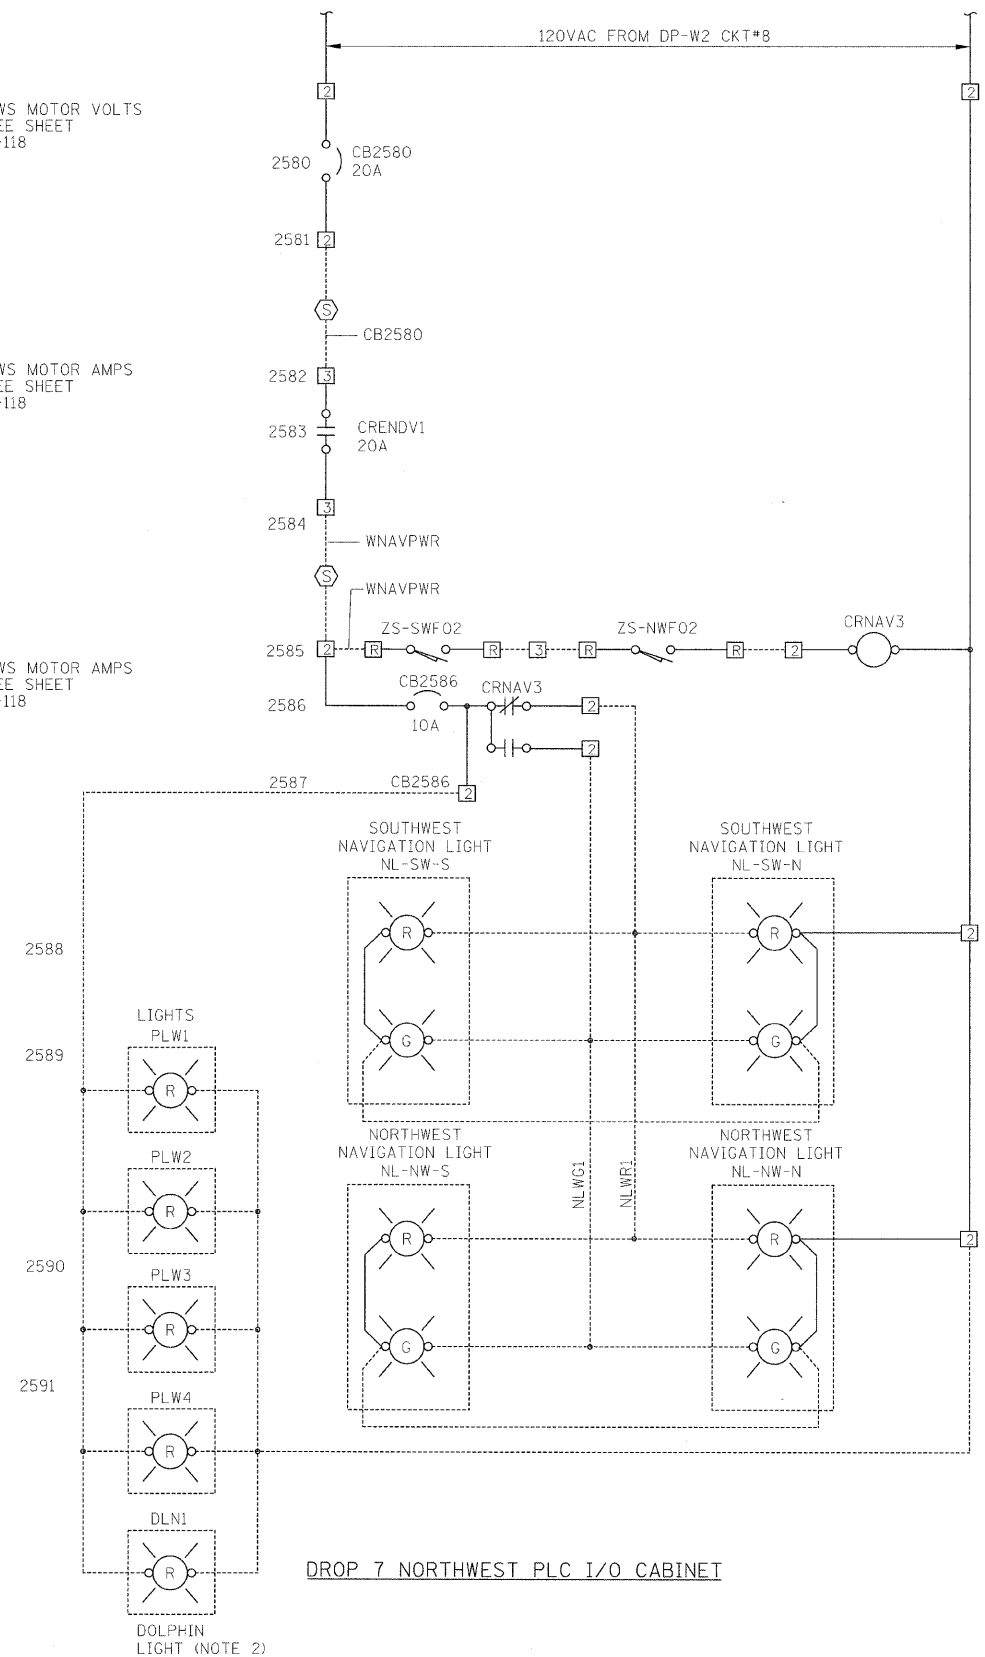 120VAC FROM DP-W2 CKT#8
2
2
WS MOTOR VOLTS
EE SHEET
-118
2580
CB2580
20A
2581
2
S
CB2580
WS MOTOR AMPS
EE SHEET
-118
2582
3
2583
CRENDV1
20A
3
2584
WNAVPWR
S
WNAVPWR
2585
2
R
ZS-SWF02
R
3
R
ZS-NWF02
R
2
CRNAV3
WS MOTOR AMPS
EE SHEET
-118
2586
CB2586
10A
CRNAV3
2
2
2587
CB2586
2
SOUTHWEST
NAVIGATION LIGHT
NL-SW-S
SOUTHWEST
NAVIGATION LIGHT
NL-SW-N
R
R
2
2588
G
G
LIGHTS
PLW1
2589
R
NORTHWEST
NAVIGATION LIGHT
NL-NW-S
NLWG1
NLWR1
NORTHWEST
NAVIGATION LIGHT
NL-NW-N
PLW2
R
R
R
2
2590
PLW3
R
G
G
2591
PLW4
R
DLN1
R
DROP 7 NORTHWEST PLC I/O CABINET
DOLPHIN
LIGHT (NOTE 2)